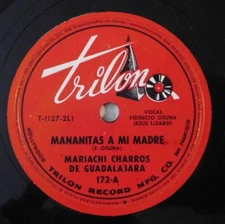 trilon
T-1127-2L1
VOCAL
FIDENCIO OSUNA
JESUS LIZARDI
MANANITAS A MI MADRE
(F. OSUNA)
MARIACHI CHARROS
DE GUADALAJARA
172-A
TRILON RECORD MFG. CO.